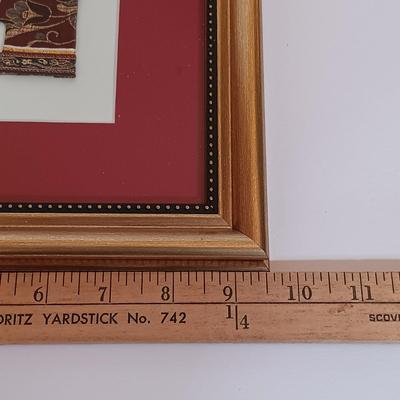 6 7 8 9 10 11
ORITZ YARDSTICK No. 742 1/4 SCOV